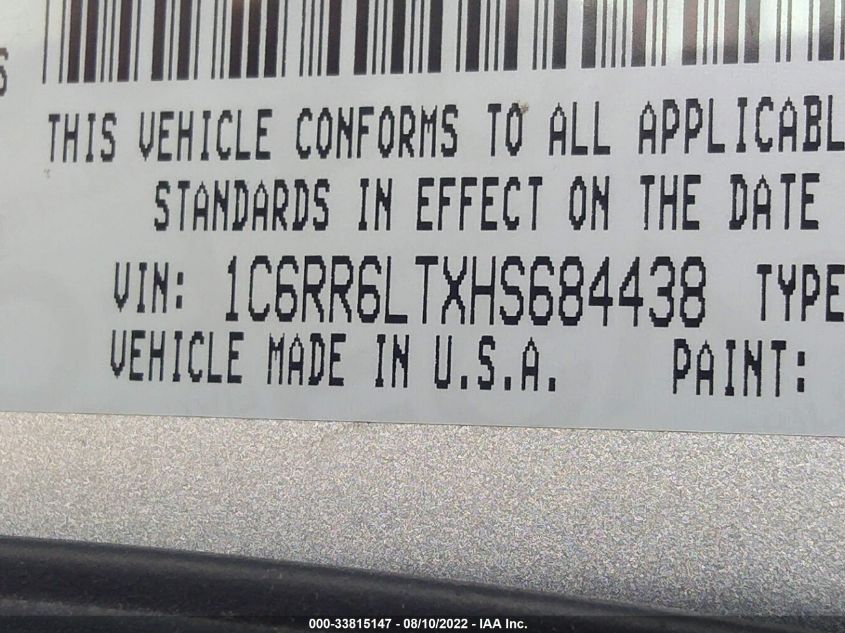 THIS VEHICLE CONFORMS TO ALL APPLICABL
STANDARDS IN EFFECT ON THE DATE
VIN: 1C6RR6LTXHS684438 TYPE
VEHICLE MADE IN U.S.A. PAINT:
000-33815147 - 08/10/2022 - IAA Inc.